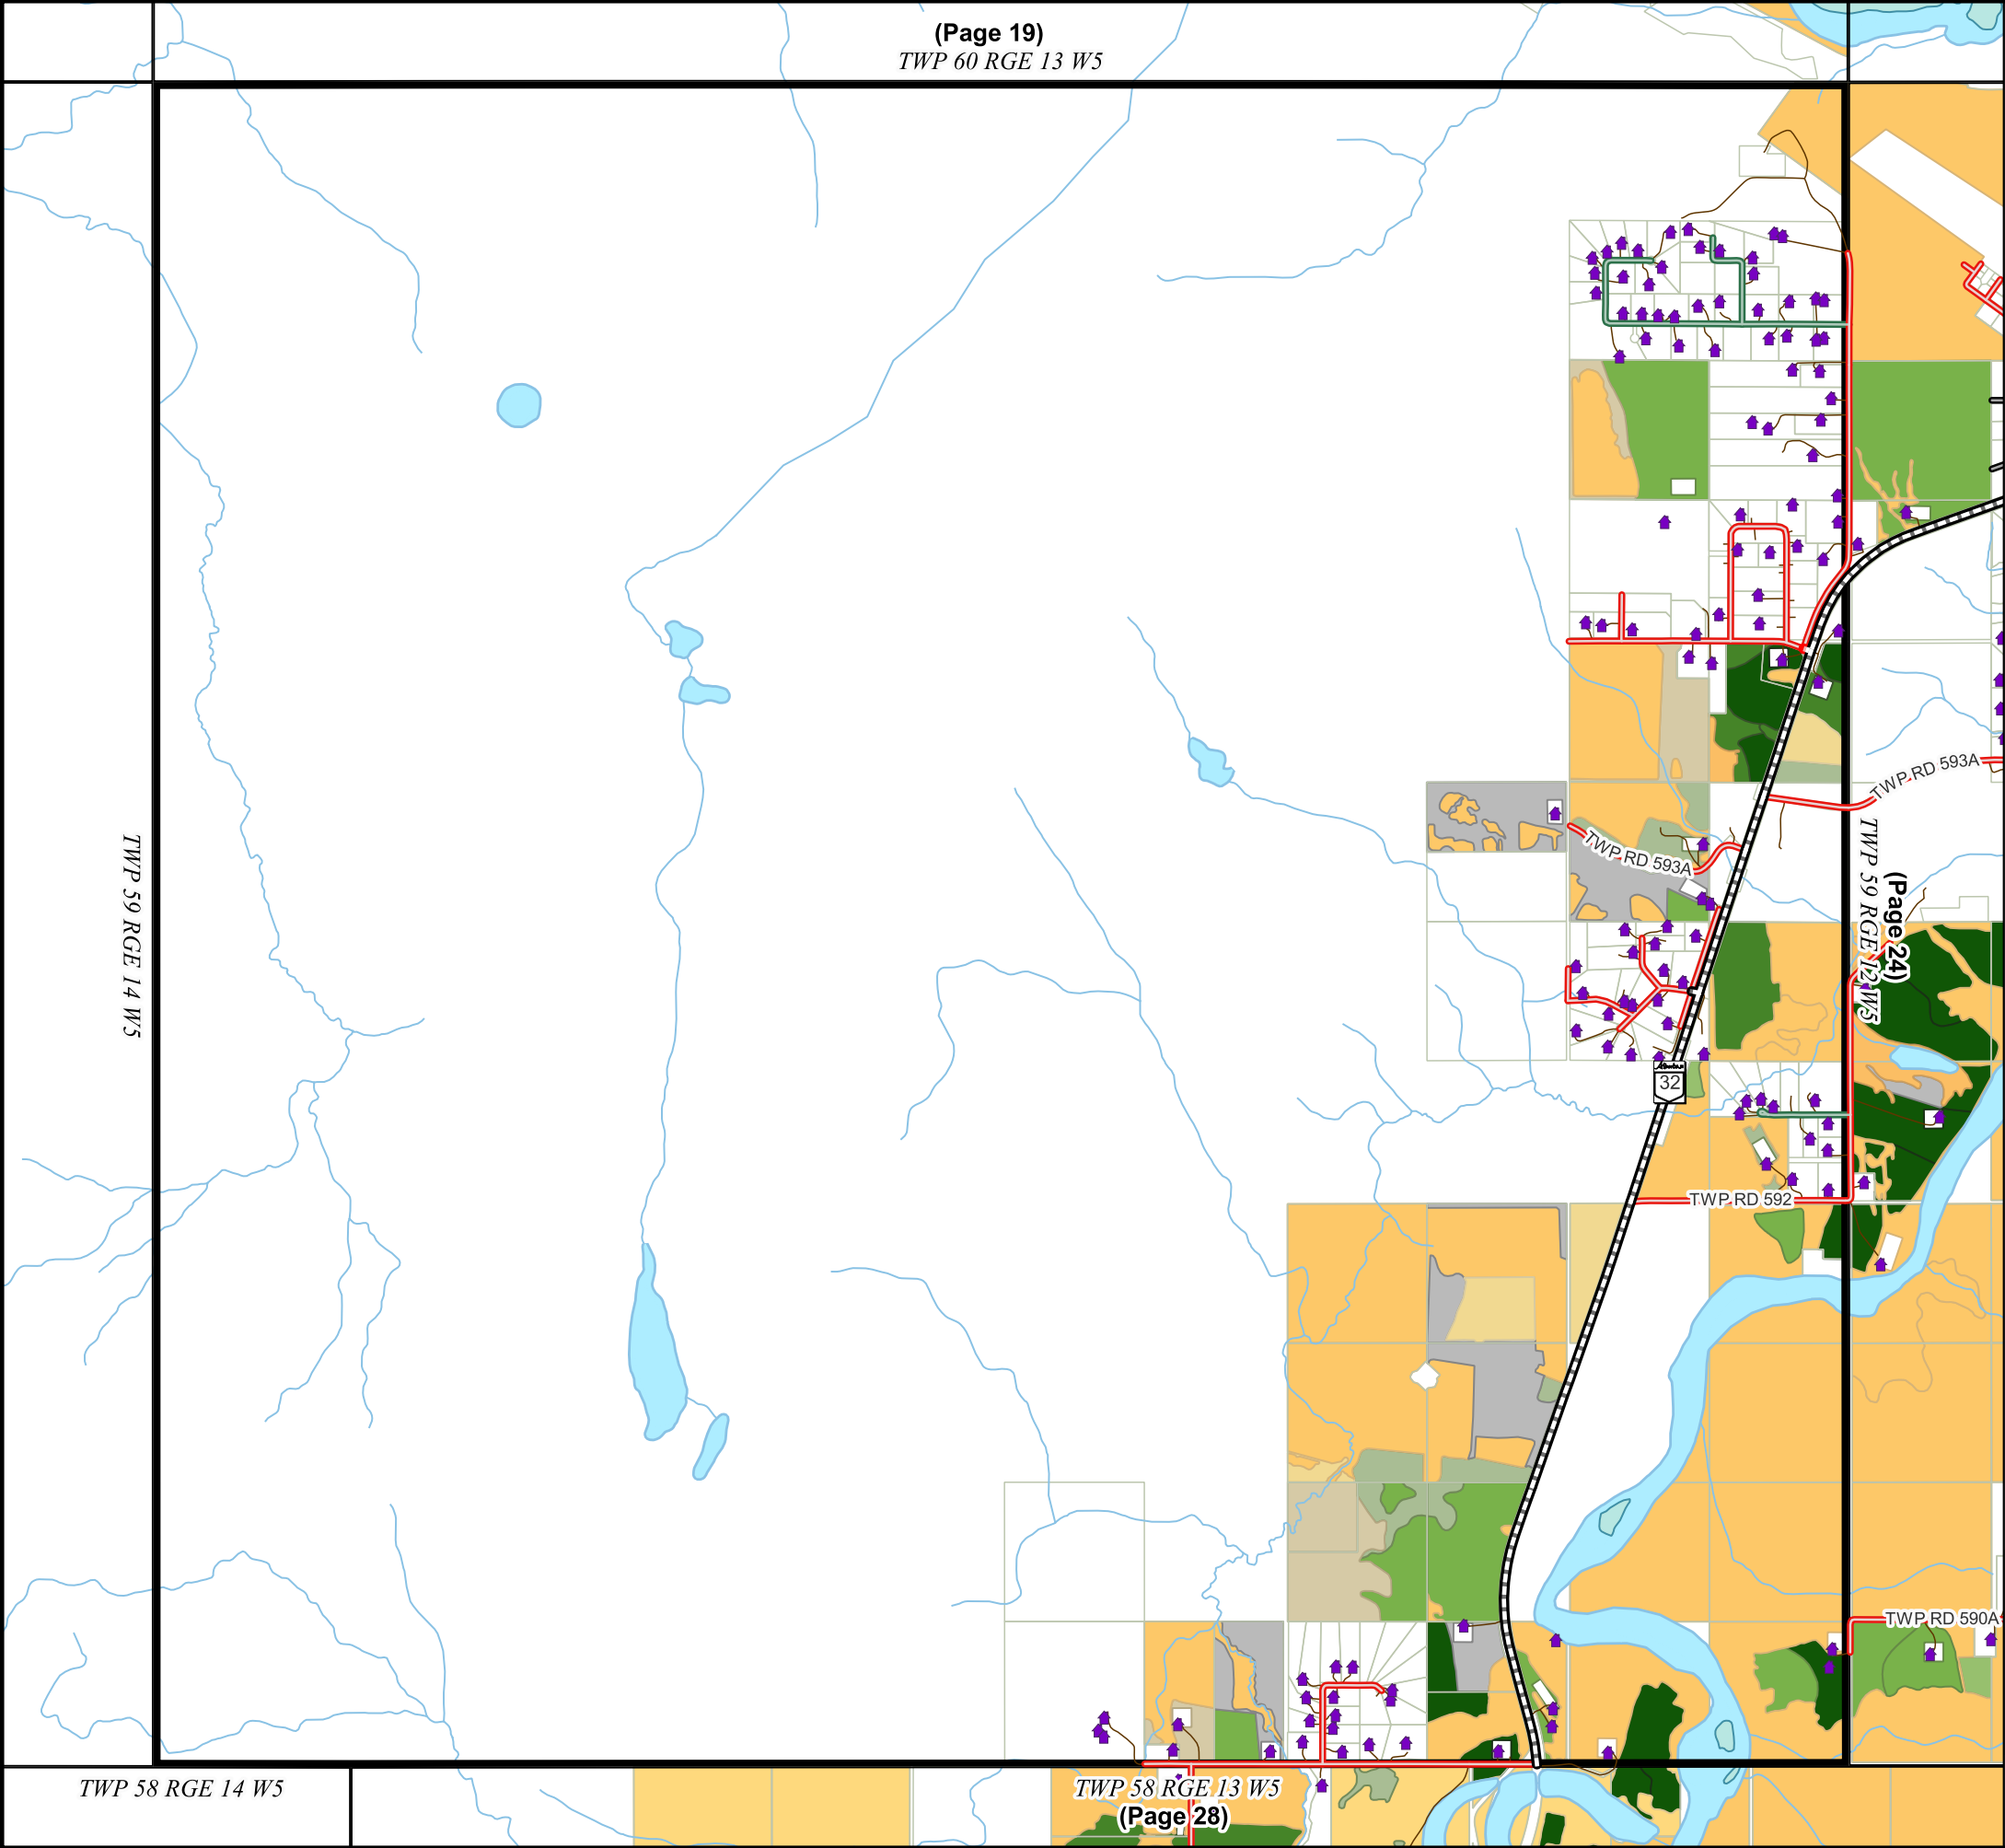 (Page 19)
TWP 60 RGE 13 W5
TWP RD 593A
TWP 59 RGE 14 W5
TWP RD 593A
TWP 59 RGE 12 W5
(Page 24)
Alberta
32
TWP RD 592
TWP RD 590A
TWP 58 RGE 14 W5
TWP 58 RGE 13 W5
(Page 28)